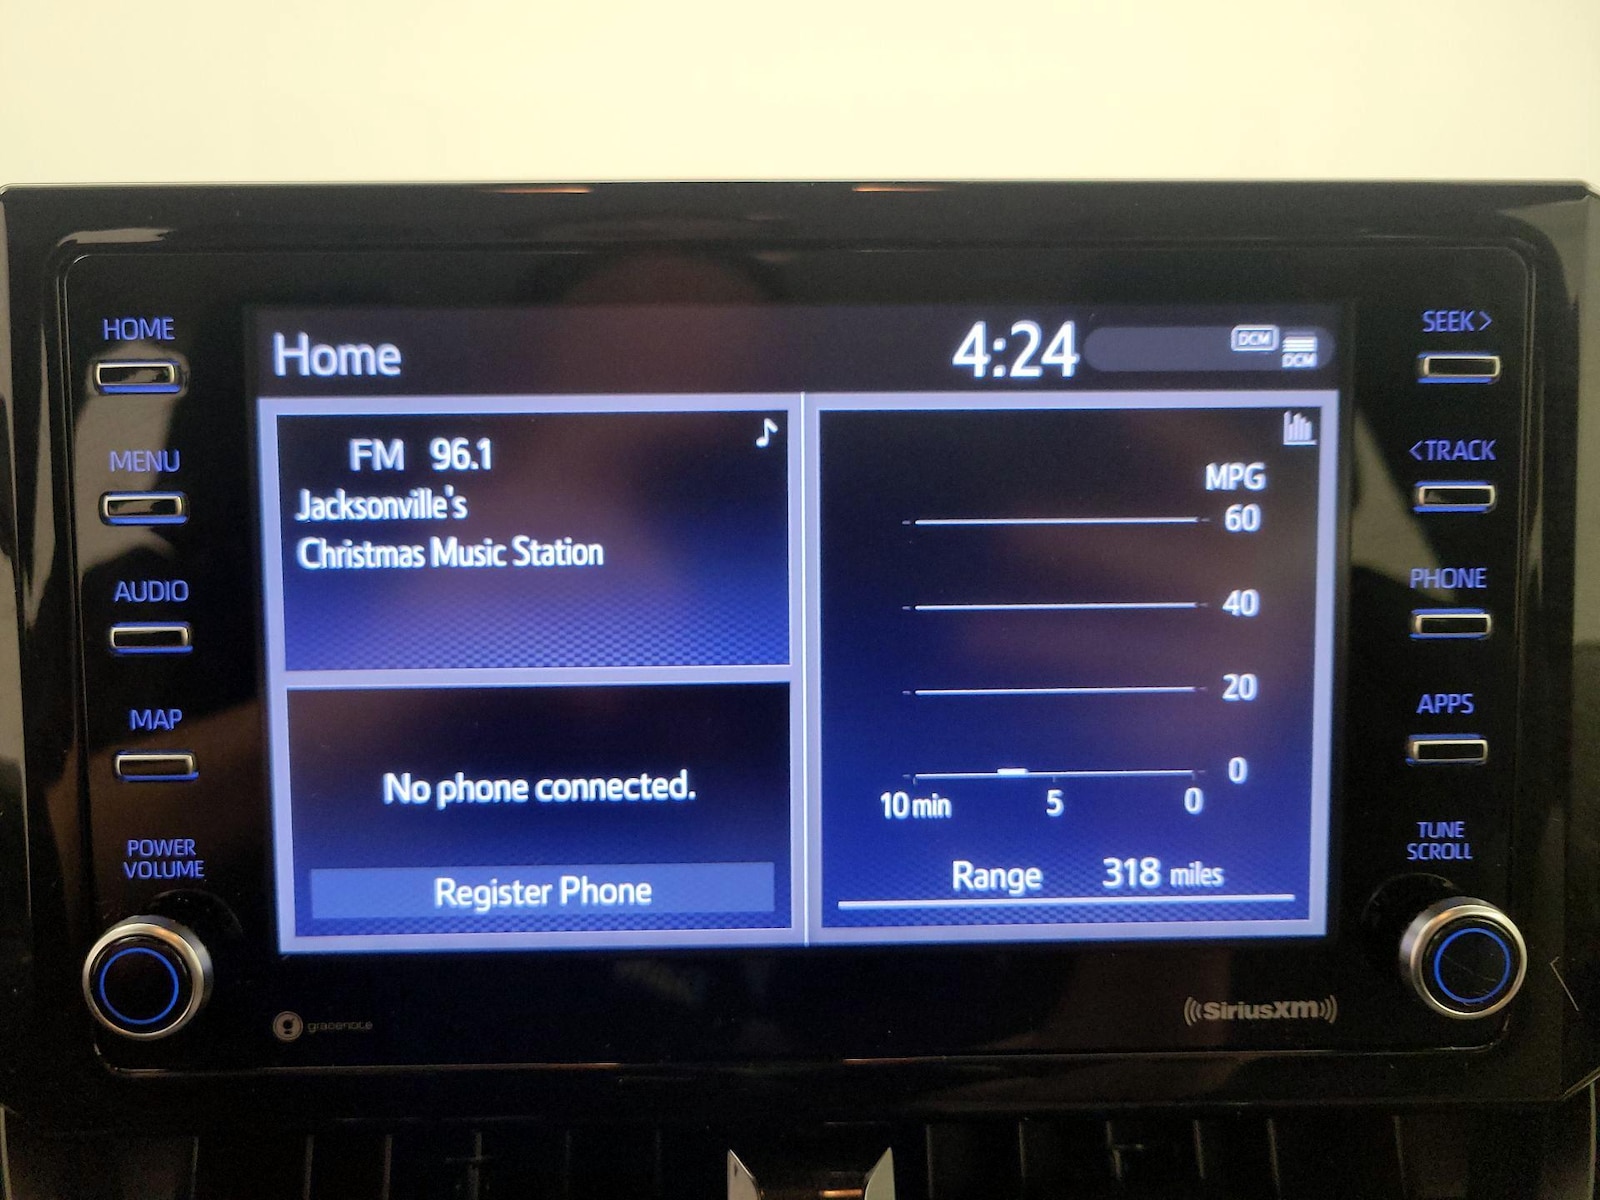 HOME
MENU
AUDIO
MAP
POWER
VOLUME
Home
4:24
DCM
DCM
FM 96.1
Jacksonville's
Christmas Music Station
No phone connected.
Register Phone
MPG
60
40
20
0
10 min 5 0
Range 318 miles
SEEK >
< TRACK
PHONE
APPS
TUNE
SCROLL
gracenote
SiriusXM